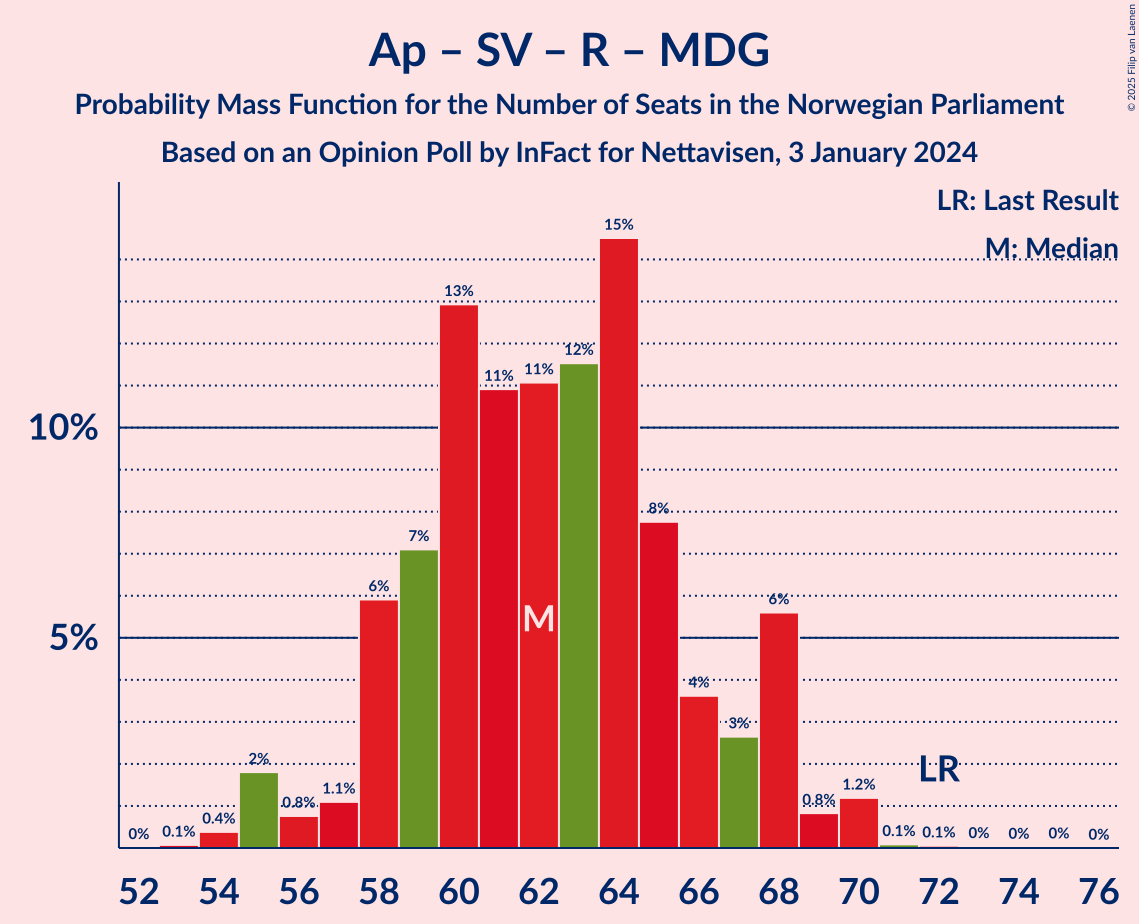 Ap – SV – R – MDG
Probability Mass Function for the Number of Seats in the Norwegian Parliament
Based on an Opinion Poll by InFact for Nettavisen, 3 January 2024
© 2025 Filip van Laenen
LR: Last Result
M: Median
10%
5%
0% 0.1% 0.4% 2% 0.8% 1.1% 6% 7% 13% 11% 11% 12% 15% 8% 4% 3% 6% 0.8% 1.2% 0.1% 0.1% 0% 0% 0% 0%
M
LR
52 54 56 58 60 62 64 66 68 70 72 74 76